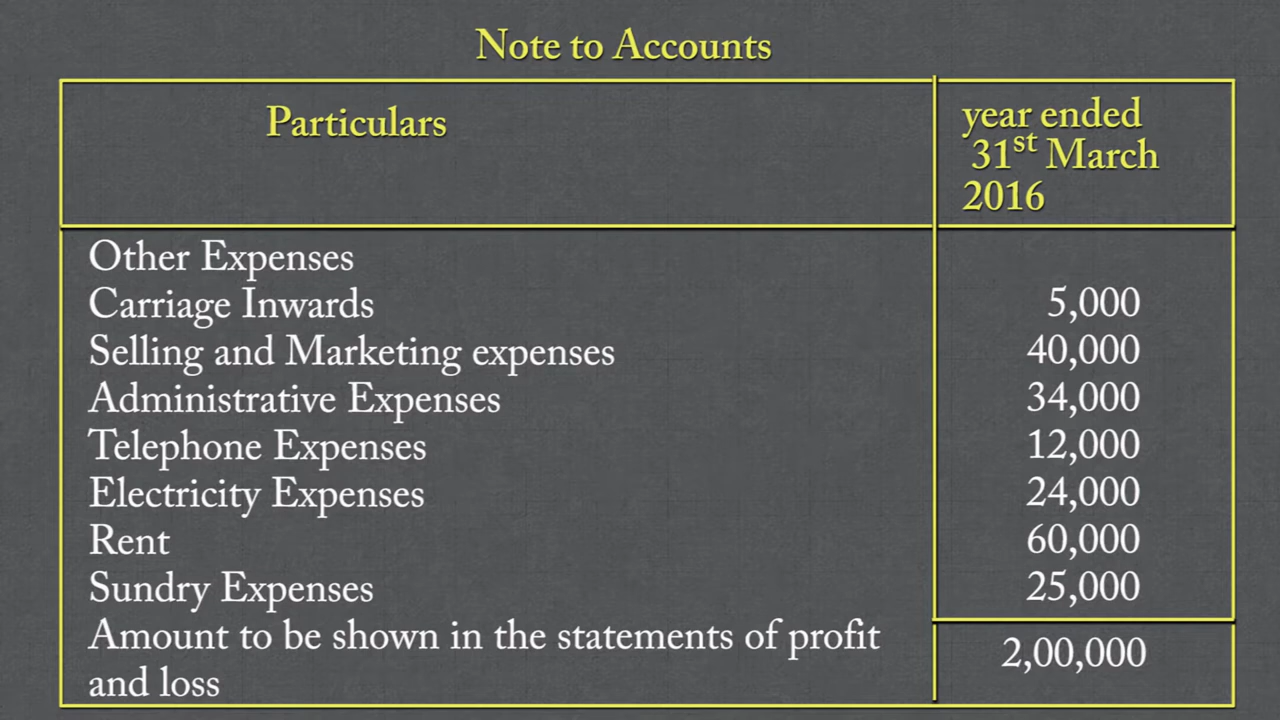 Note to Accounts
Particulars
year ended
31st March
2016
Other Expenses
Carriage Inwards 5,000
Selling and Marketing expenses 40,000
Administrative Expenses 34,000
Telephone Expenses 12,000
Electricity Expenses 24,000
Rent 60,000
Sundry Expenses 25,000
Amount to be shown in the statements of profit
and loss 2,00,000